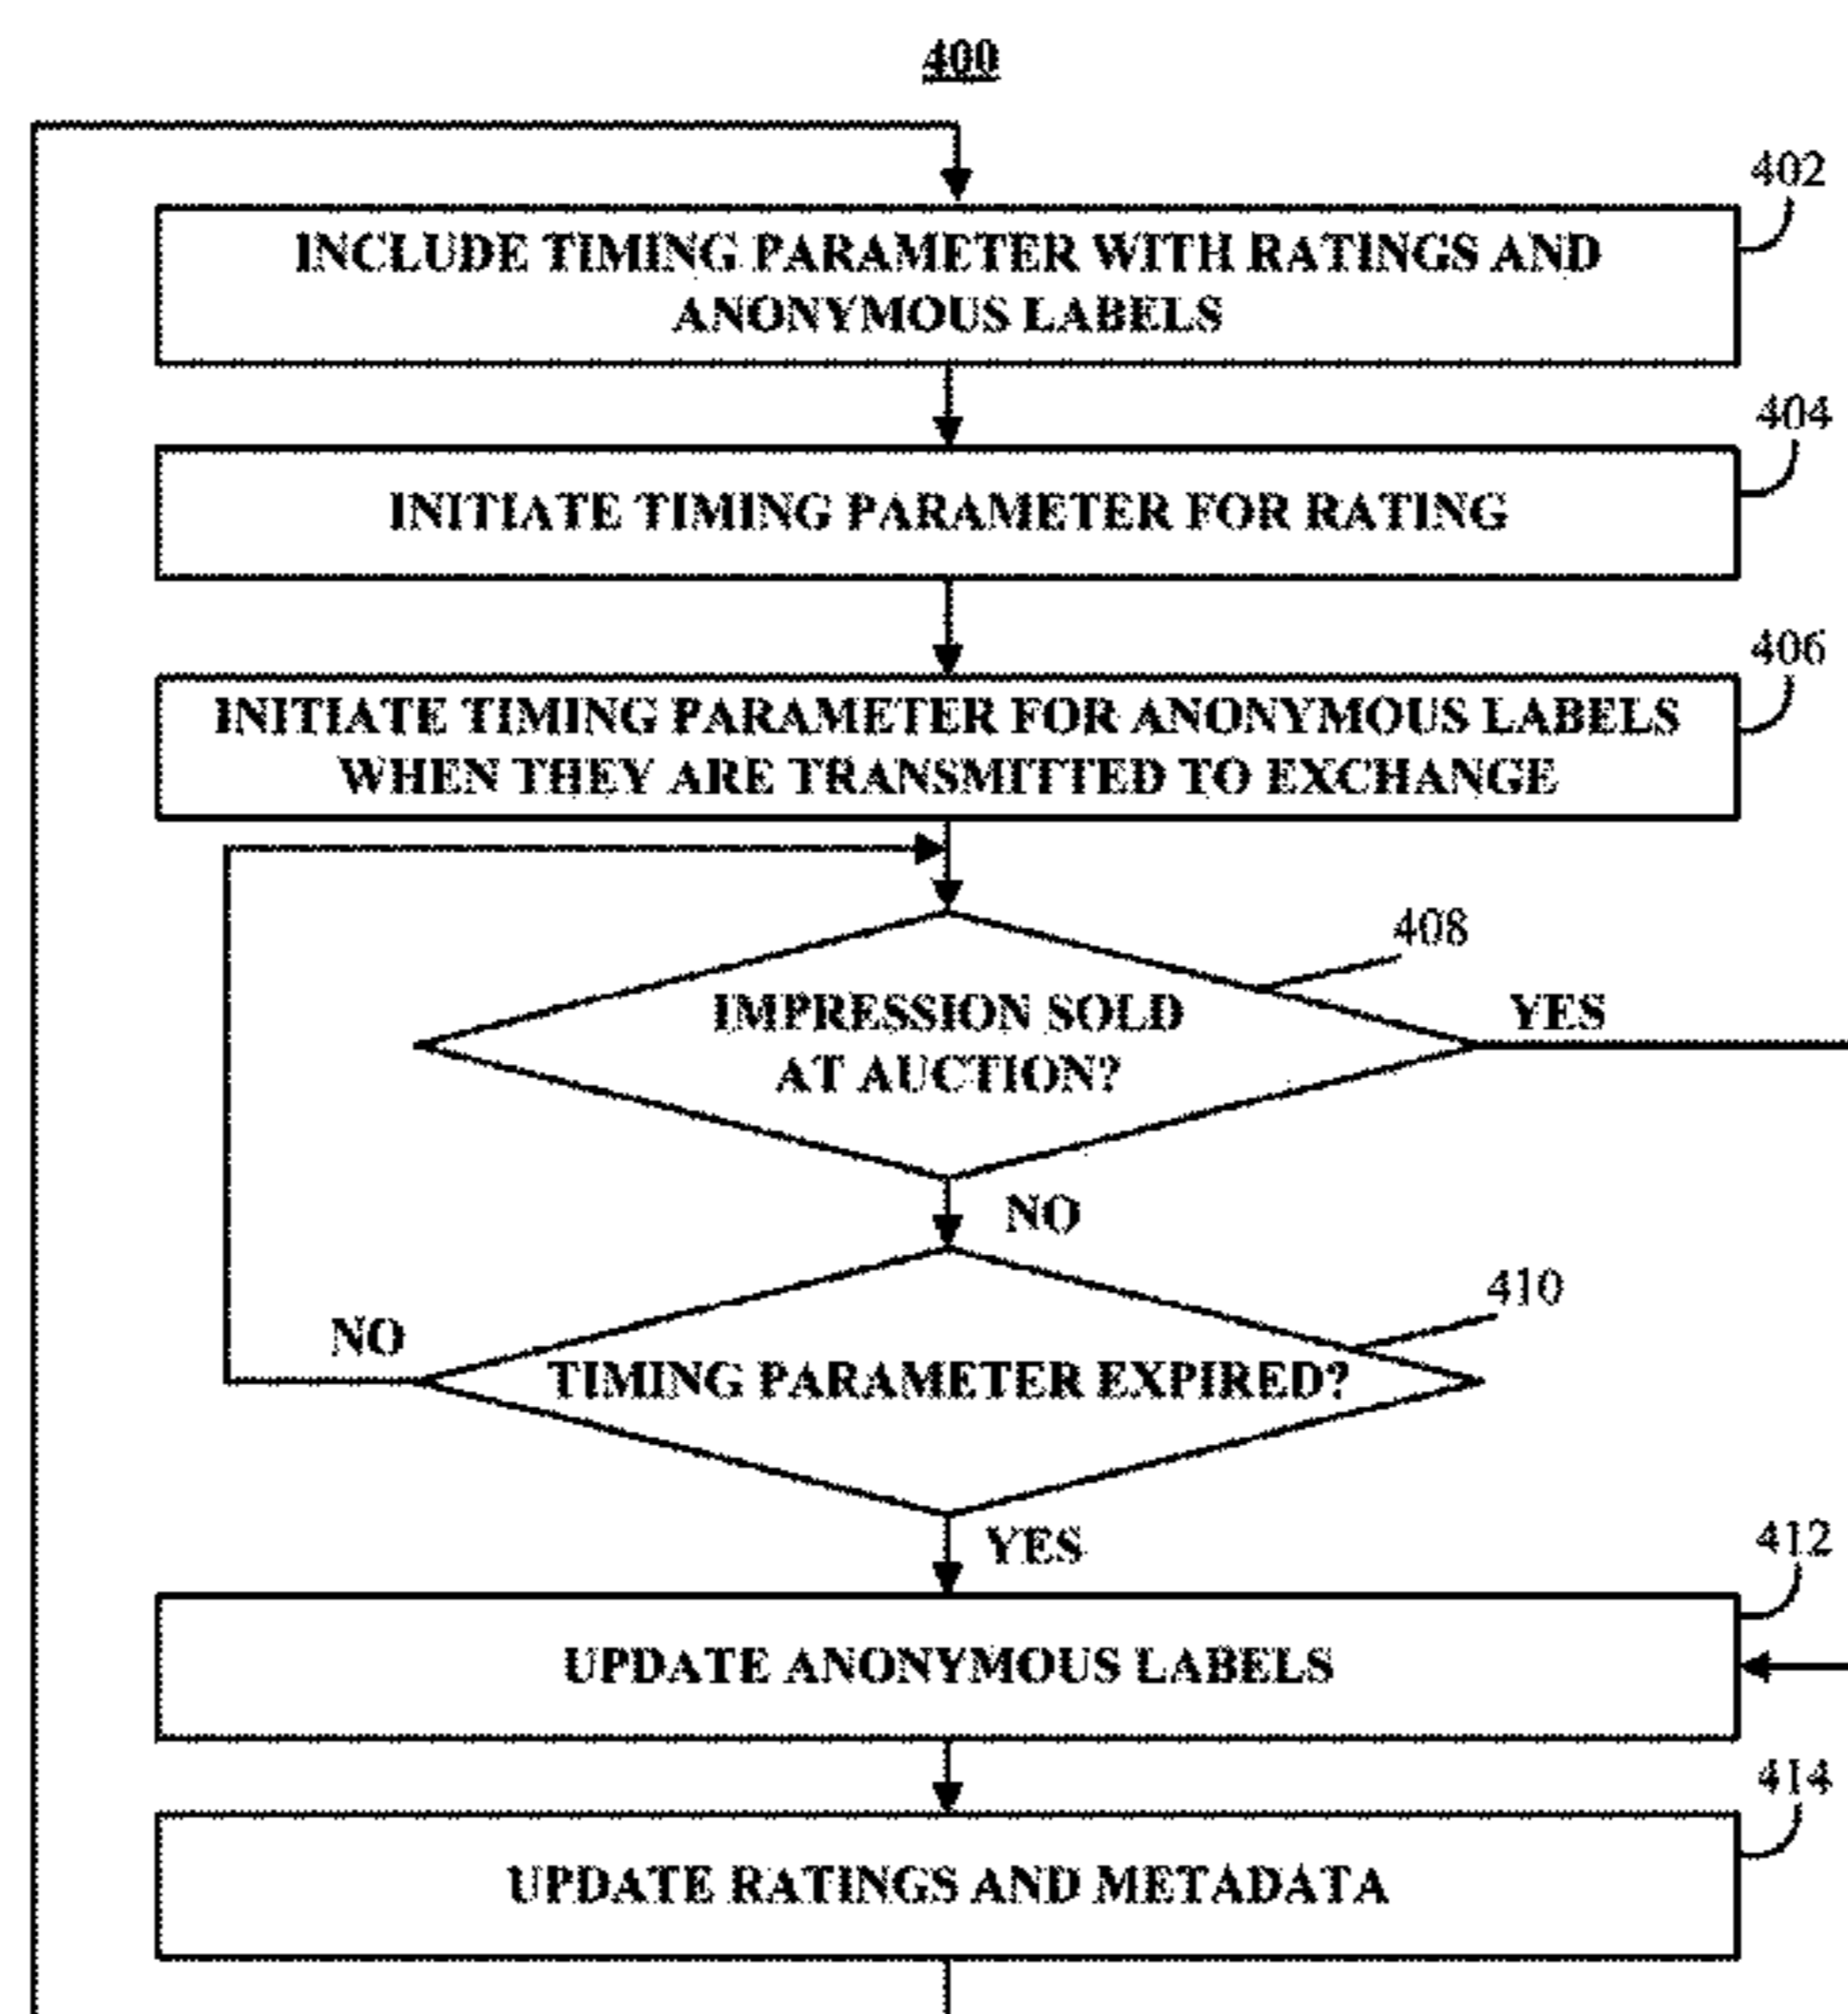 400
402
INCLUDE TIMING PARAMETER WITH RATINGS AND
ANONYMOUS LABELS
404
INITIATE TIMING PARAMETER FOR RATING
406
INITIATE TIMING PARAMETER FOR ANONYMOUS LABELS
WHEN THEY ARE TRANSMITTED TO EXCHANGE
408
IMPRESSION SOLD
AT AUCTION?
YES
NO
410
NO
TIMING PARAMETER EXPIRED?
YES
412
UPDATE ANONYMOUS LABELS
414
UPDATE RATINGS AND METADATA